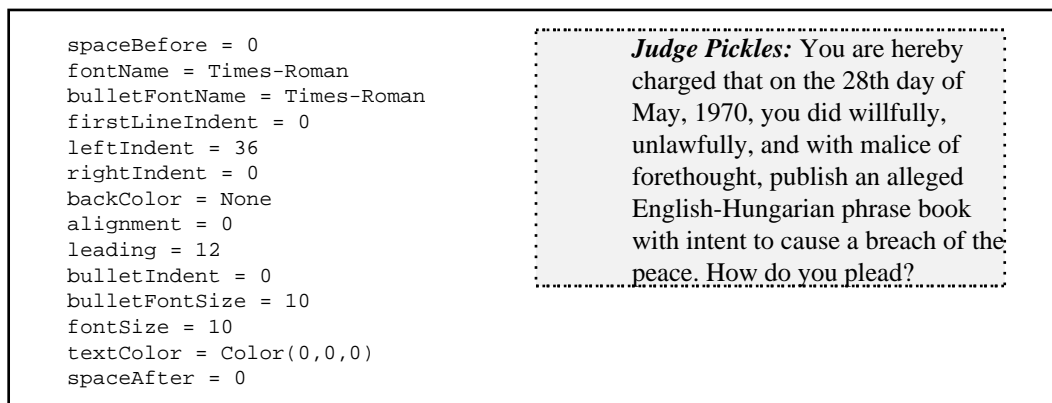 spaceBefore = 0
fontName = Times-Roman
bulletFontName = Times-Roman
firstLineIndent = 0
leftIndent = 36
rightIndent = 0
backColor = None
alignment = 0
leading = 12
bulletIndent = 0
bulletFontSize = 10
fontSize = 10
textColor = Color(0,0,0)
spaceAfter = 0
Judge Pickles: You are hereby
charged that on the 28th day of
May, 1970, you did willfully,
unlawfully, and with malice of
forethought, publish an alleged
English-Hungarian phrase book
with intent to cause a breach of the
peace. How do you plead?